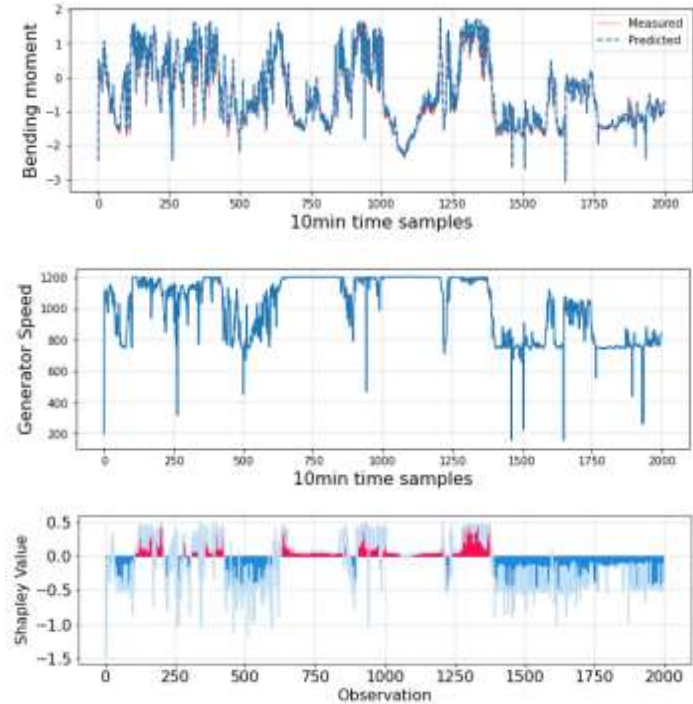 2
1
0
−1
−2
−3
Bending moment
Measured
Predicted
0 250 500 750 1000 1250 1500 1750 2000
10min time samples
1200
1000
800
600
400
200
Generator Speed
0 250 500 750 1000 1250 1500 1750 2000
10min time samples
0.5
0.0
−0.5
−1.0
−1.5
Shapley Value
0 250 500 750 1000 1250 1500 1750 2000
Observation